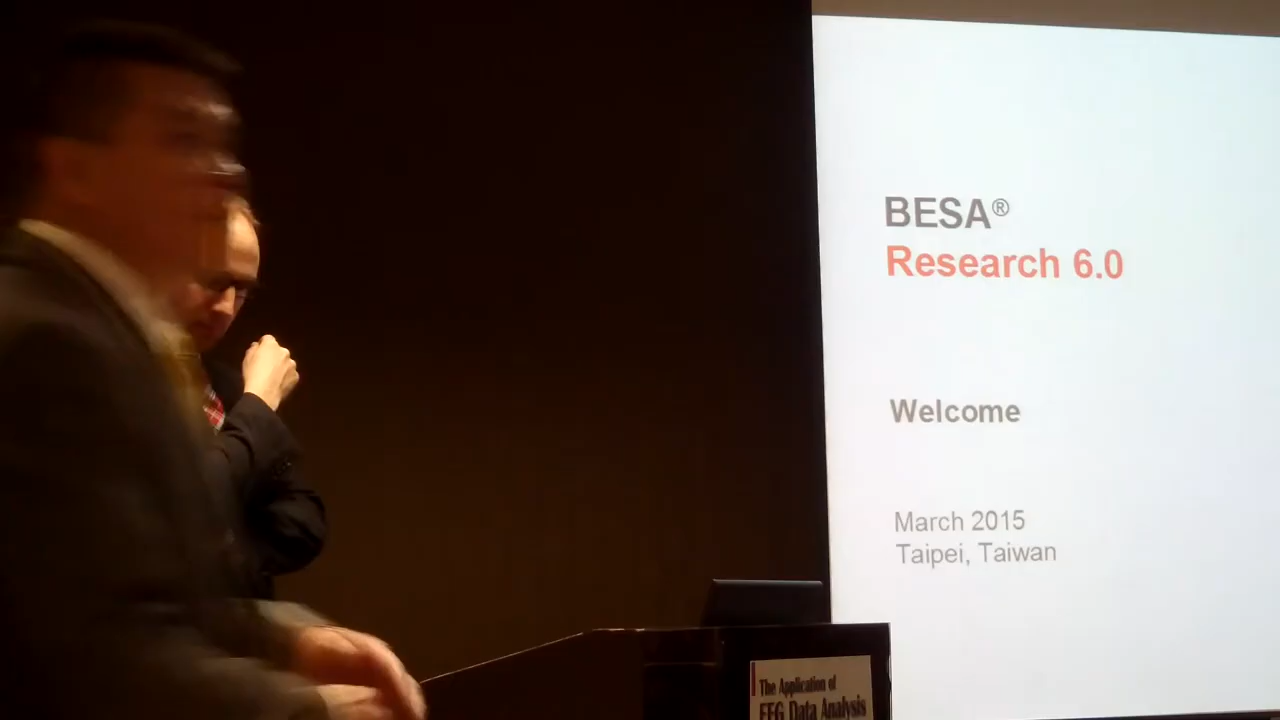 BESA®
Research 6.0
Welcome
March 2015
Taipei, Taiwan
The Application of
EEG Data Analysis